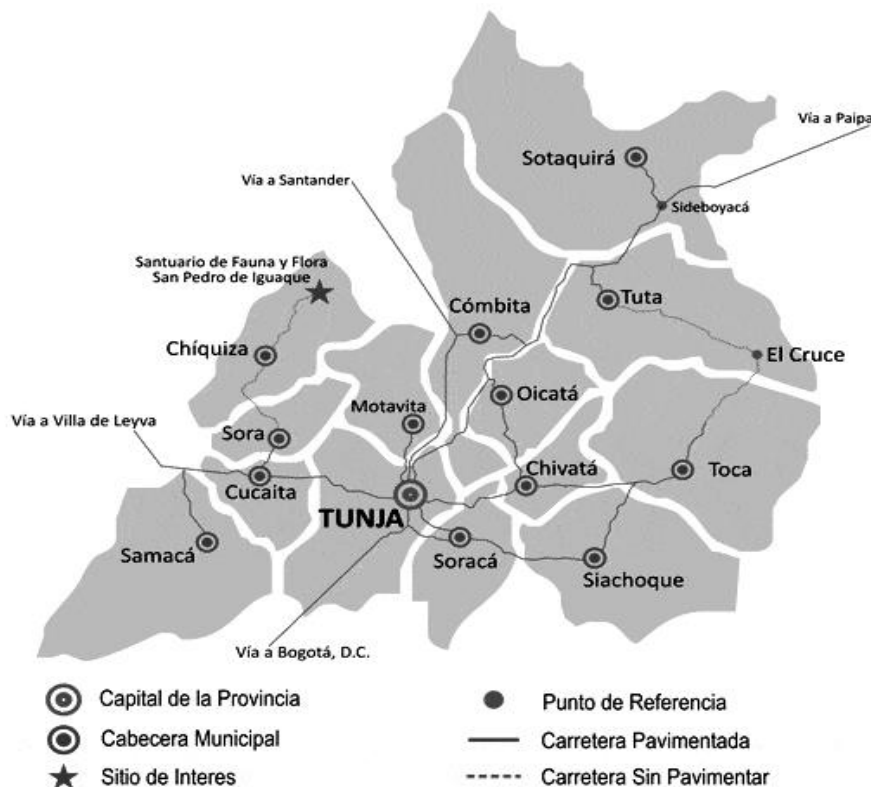 Vía a Paipa
Sotaquirá
Vía a Santander
Sideboyacá
Santuario de Fauna y Flora
San Pedro de Iguaque
Tuta
Cómbita
Chíquiza
El Cruce
Oicatá
Motavita
Vía a Villa de Leyva
Sora
Chivatá
Toca
Cucaita
TUNJA
Samacá
Soracá
Siachoque
Vía a Bogotá, D.C.
Capital de la Provincia
Punto de Referencia
Cabecera Municipal
Carretera Pavimentada
Sitio de Interes
Carretera Sin Pavimentar